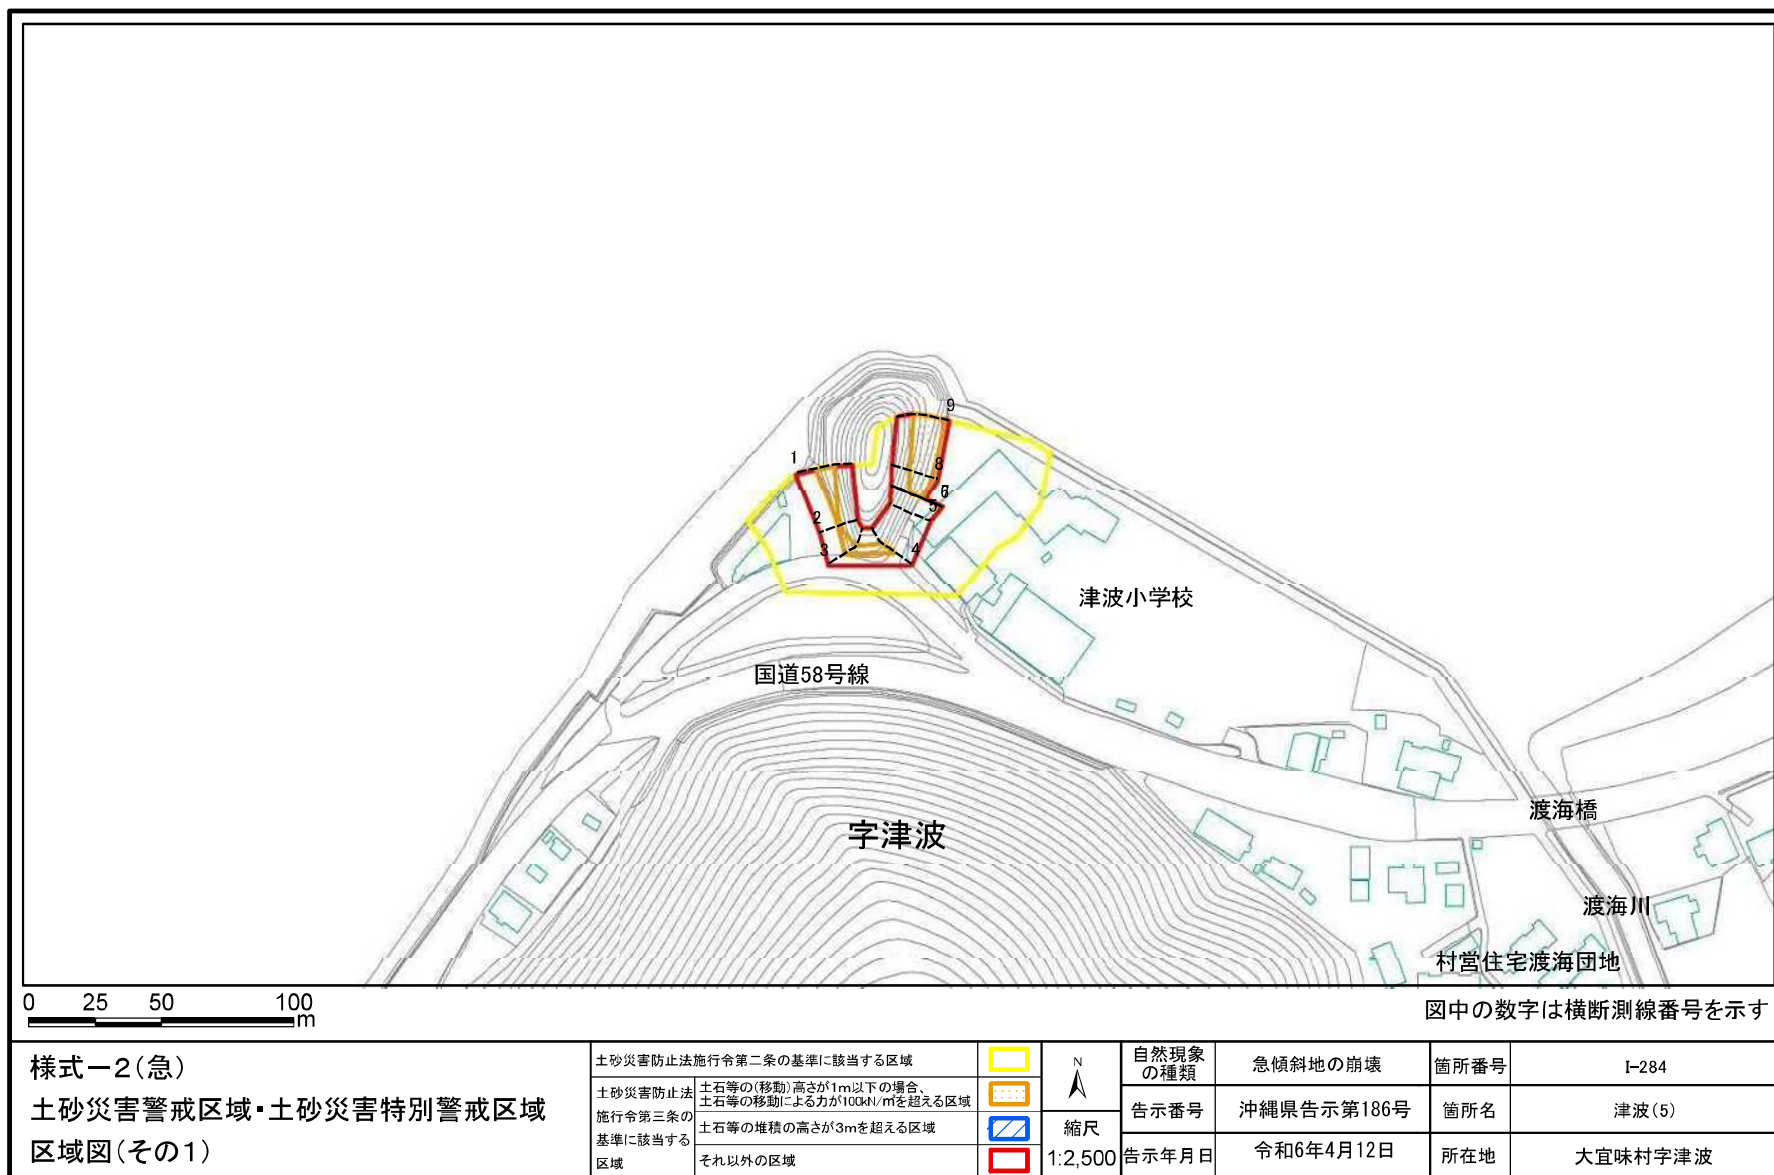 9
1
8
6
5
2
3
4
津波小学校
国道58号線
字津波
渡海橋
渡海川
村営住宅渡海団地
0 25 50 100
m
図中の数字は横断測線番号を示す
様式－2(急)
土砂災害警戒区域・土砂災害特別警戒区域
区域図(その1)
土砂災害防止法施行令第二条の基準に該当する区域
土砂災害防止法
施行令第三条の
基準に該当する
区域
土石等の(移動)高さが1m以下の場合、
土石等の移動による力が100kN/㎡を超える区域
土石等の堆積の高さが3mを超える区域
それ以外の区域
N
縮尺
1:2,500
自然現象
の種類
急傾斜地の崩壊
箇所番号
I-284
告示番号
沖縄県告示第186号
箇所名
津波(5)
告示年月日
令和6年4月12日
所在地
大宜味村字津波